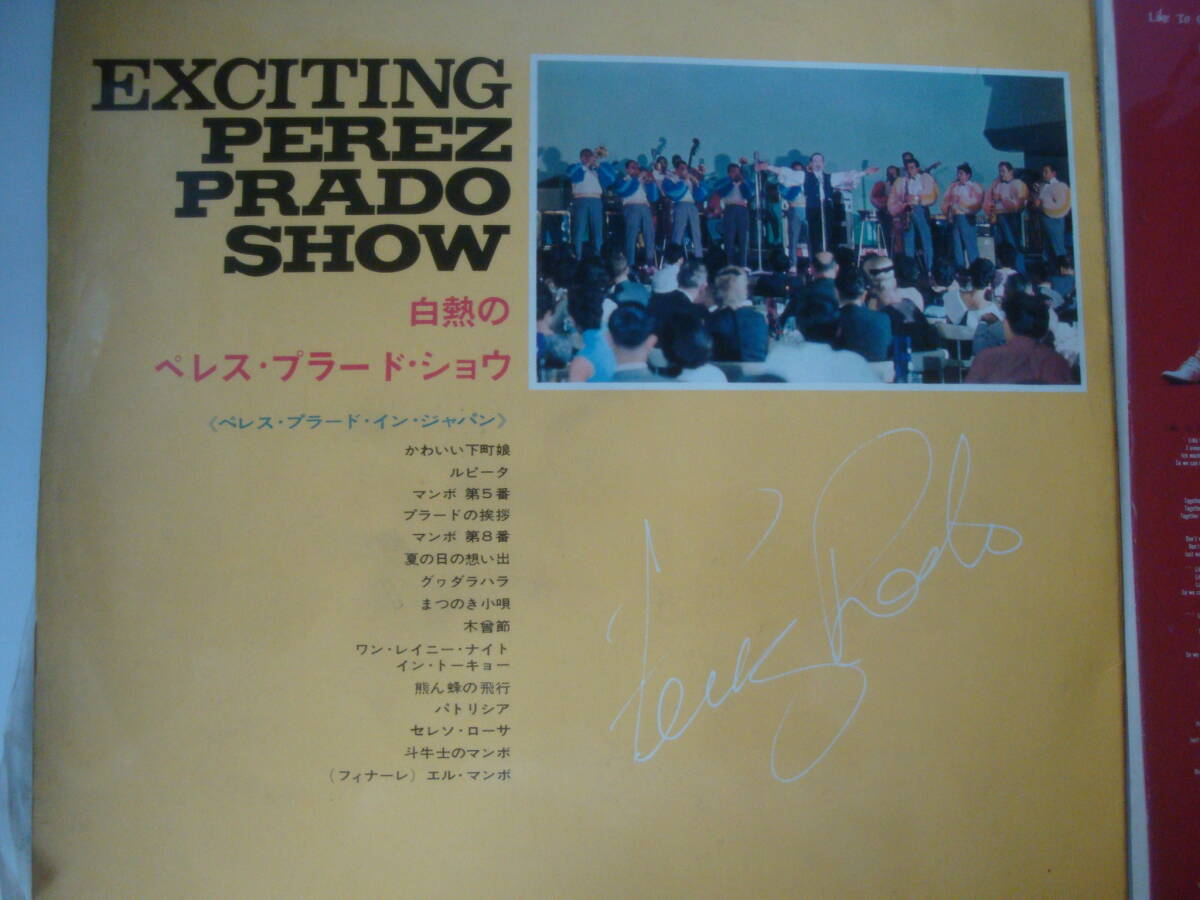 EXCITING
PEREZ
PRADO
SHOW
白熱の
ペレス・プラード・ショウ
《ペレス・プラード・イン・ジャパン》
かわいい下町娘
ルピータ
マンボ 第5番
プラードの挨拶
マンボ 第8番
夏の日の想い出
グヮダラハラ
まつのき小唄
木曾節
ワン・レイニー・ナイト
イン・トーキョー
熊ん蜂の飛行
パトリシア
セレソ・ローサ
斗牛士のマンボ
(フィナーレ) エル・マンボ
Prado
Like To